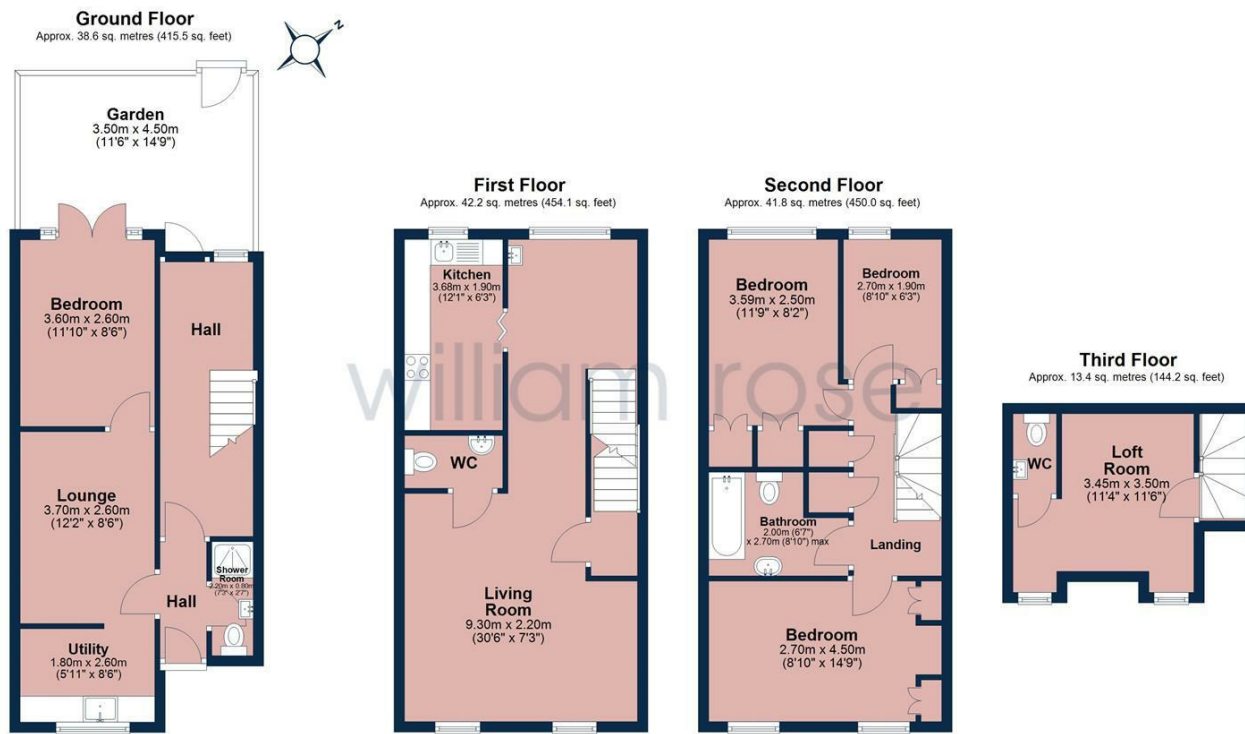 Ground Floor
Approx. 38.6 sq. metres (415.5 sq. feet)
N
Garden
3.50m x 4.50m
(11'6" x 14'9")
Bedroom
3.60m x 2.60m
(11'10" x 8'6")
Hall
Lounge
3.70m x 2.60m
(12'2" x 8'6")
Shower
Room
2.20m x 0.80m
(7'3" x 2'7")
Hall
Utility
1.80m x 2.60m
(5'11" x 8'6")
First Floor
Approx. 42.2 sq. metres (454.1 sq. feet)
Kitchen
3.68m x 1.90m
(12'1" x 6'3")
WC
Living
Room
9.30m x 2.20m
(30'6" x 7'3")
william rose
Second Floor
Approx. 41.8 sq. metres (450.0 sq. feet)
Bedroom
3.59m x 2.50m
(11'9" x 8'2")
Bedroom
2.70m x 1.90m
(8'10" x 6'3")
Bathroom
2.00m (6'7")
x 2.70m (8'10") max
Landing
Bedroom
2.70m x 4.50m
(8'10" x 14'9")
Third Floor
Approx. 13.4 sq. metres (144.2 sq. feet)
WC
Loft
Room
3.45m x 3.50m
(11'4" x 11'6")